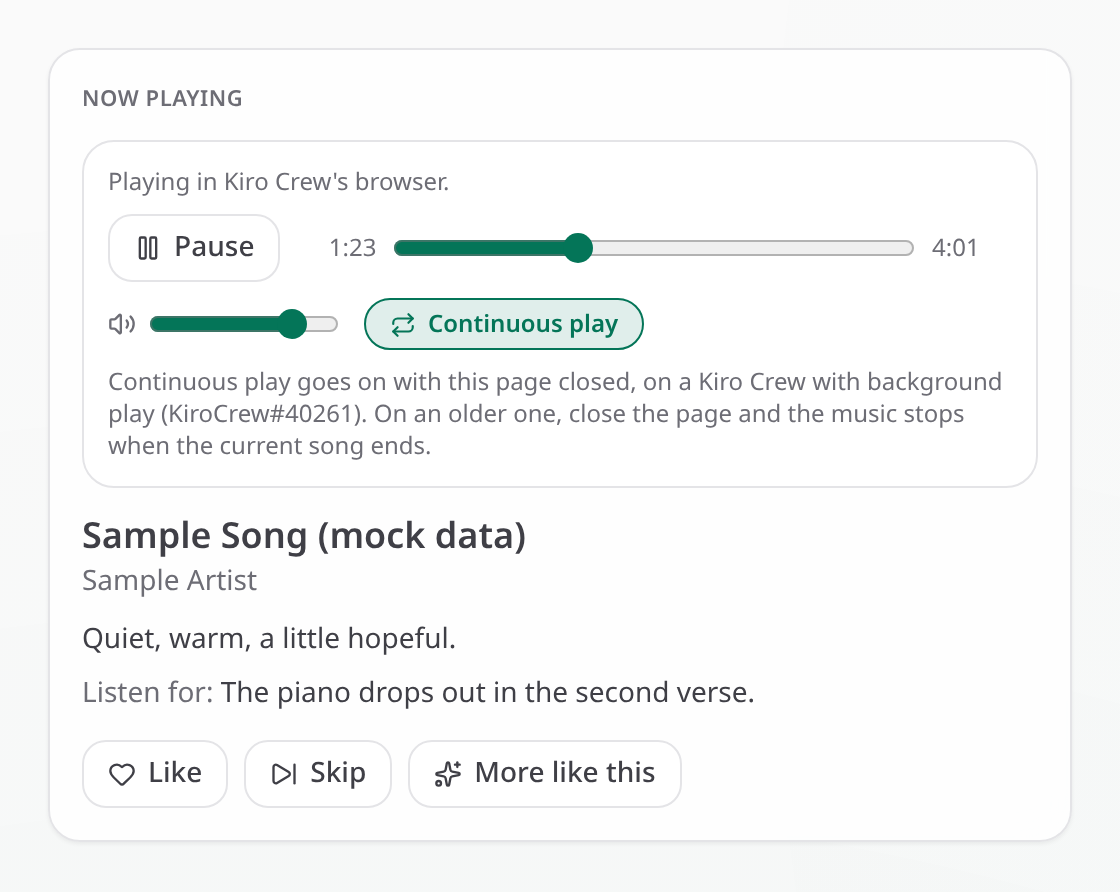 NOW PLAYING
Playing in Kiro Crew's browser.
Pause
1:23
4:01
Continuous play
Continuous play goes on with this page closed, on a Kiro Crew with background
play (KiroCrew#40261). On an older one, close the page and the music stops
when the current song ends.
Sample Song (mock data)
Sample Artist
Quiet, warm, a little hopeful.
Listen for: The piano drops out in the second verse.
Like
Skip
More like this